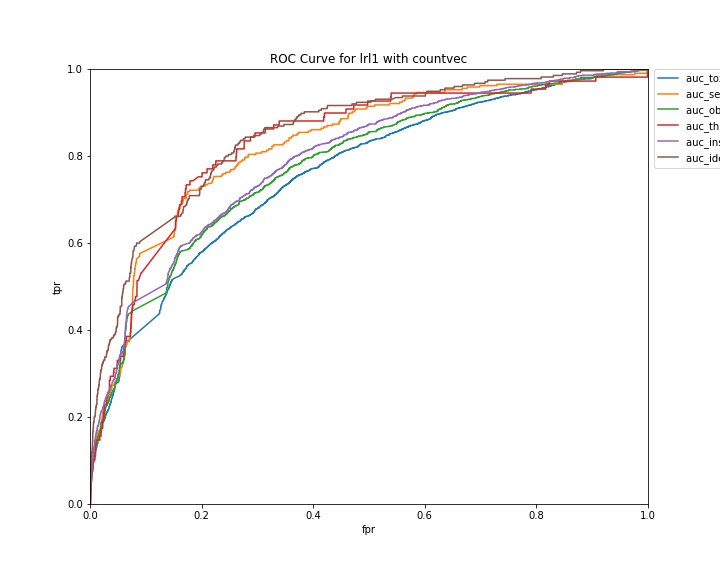 ROC Curve for lrl1 with countvec
1.0
0.8
0.6
0.4
0.2
0.0
tpr
0.0 0.2 0.4 0.6 0.8 1.0
fpr
auc_to
auc_se
auc_ob
auc_th
auc_ins
auc_ide